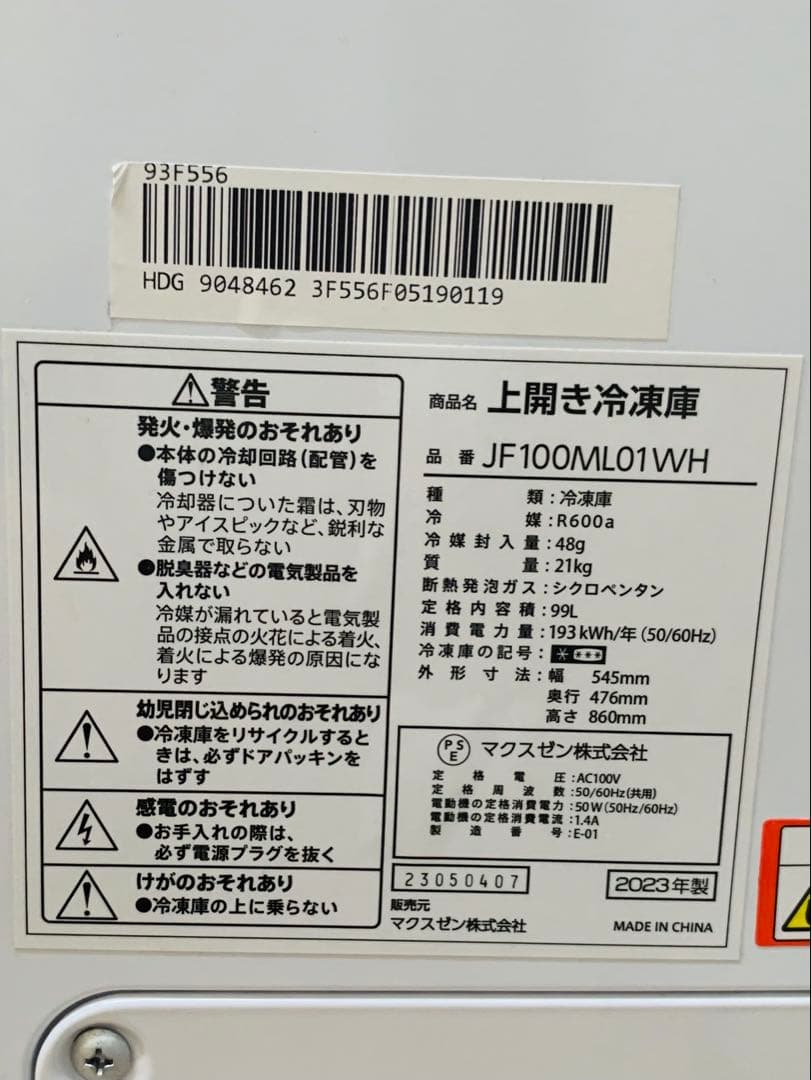 93F556
HDG 9048462 3F556F05190119
警告
発火・爆発のおそれあり
●本体の冷却回路(配管)を
傷つけない
冷却器についた霜は、刃物
やアイスピックなど、鋭利な
金属で取らない
●脱臭器などの電気製品を
入れない
冷媒が漏れていると電気製
品の接点の火花による着火、
着火による爆発の原因にな
ります
幼児閉じ込められのおそれあり
●冷凍庫をリサイクルすると
きは、必ずドアパッキンを
はずす
感電のおそれあり
●お手入れの際は、
必ず電源プラグを抜く
けがのおそれあり
●冷凍庫の上に乗らない
商品名 上開き冷凍庫
品番 JF100ML01WH
種類:冷凍庫
冷媒:R600a
冷媒封入量:48g
質量:21kg
断熱発泡ガス:シクロペンタン
定格内容積:99L
消費電力量:193kWh/年(50/60Hz)
冷凍庫の記号:
外形寸法:幅 545mm
奥行 476mm
高さ 860mm
PSE マクスゼン株式会社
定格電圧:AC100V
定格周波数:50/60Hz(共用)
電動機の定格消費電力:50W(50Hz/60Hz)
電動機の定格消費電流:1.4A
製造番号:E-01
23050407
2023年製
販売元
マクスゼン株式会社
MADE IN CHINA